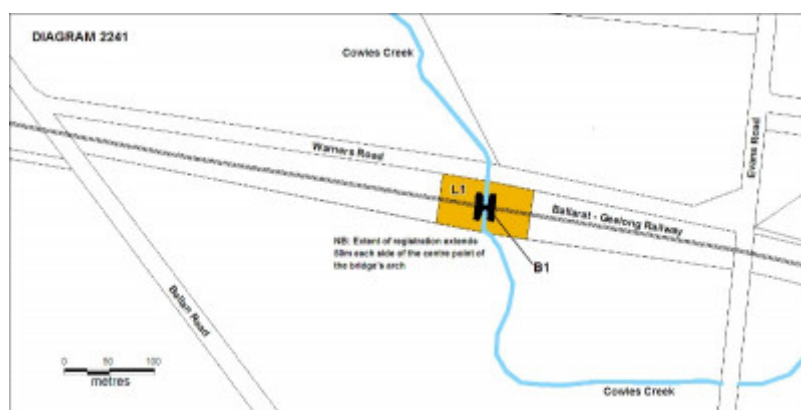 DIAGRAM 2241
Cowies Creek
Evans Road
Warners Road
L1
Ballarat - Geelong Railway
NB: Extent of registration extends
50m each side of the centre point of
the bridge's arch
B1
Ballan Road
0 50 100
metres
Cowies Creek